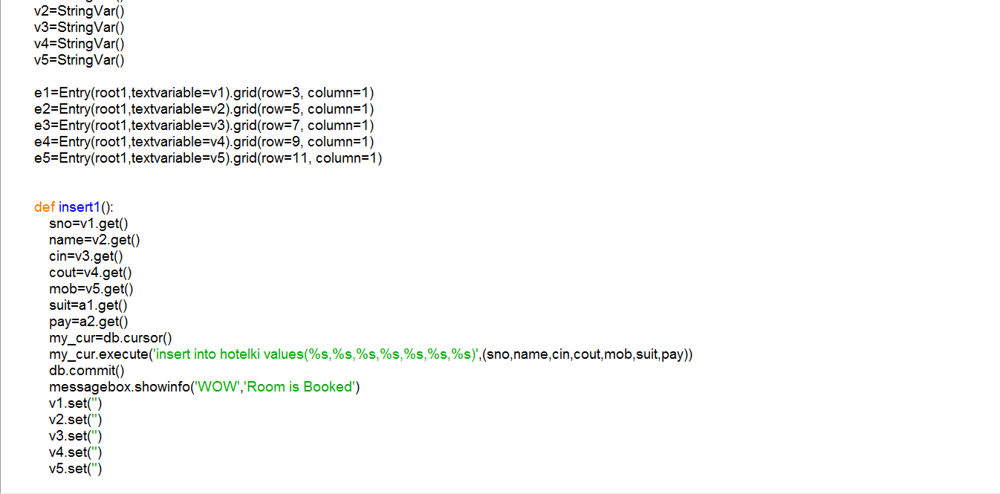 v2=StringVar()
v3=StringVar()
v4=StringVar()
v5=StringVar()
e1=Entry(root1,textvariable=v1).grid(row=3, column=1)
e2=Entry(root1,textvariable=v2).grid(row=5, column=1)
e3=Entry(root1,textvariable=v3).grid(row=7, column=1)
e4=Entry(root1,textvariable=v4).grid(row=9, column=1)
e5=Entry(root1,textvariable=v5).grid(row=11, column=1)
def insert1():
sno=v1.get()
name=v2.get()
cin=v3.get()
cout=v4.get()
mob=v5.get()
suit=a1.get()
pay=a2.get()
my_cur=db.cursor()
my_cur.execute('insert into hotelki values(%s,%s,%s,%s,%s,%s,%s)',(sno,name,cin,cout,mob,suit,pay))
db.commit()
messagebox.showinfo('WOW','Room is Booked')
v1.set('')
v2.set('')
v3.set('')
v4.set('')
v5.set('')